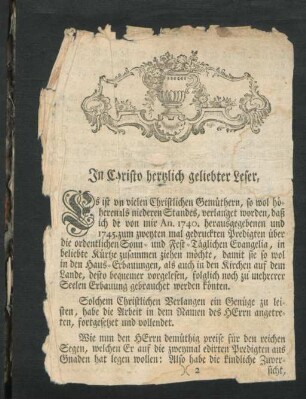 In Christo hertzlich geliebter Leser,
Es ist von vielen Christlichen Gemüthern, so wol hö-
heren als niederen Standes, verlanget worden, daß
ich de von mir An. 1740. herausgegebenen und
1745. zum zweyten mal gedruckten Predigten über
die ordentlichen Sonn- und Fest-Täglichen Evangelia, in
beliebte Kürtze zusammen ziehen möchte, damit sie so wol
in den Haus-Erbauungen, als auch in den Kirchen auf dem
Lande, desto bequemer vorgelesen, folglich noch zu mehrerer
Seelen Erbauung gebrauchet werden könten.
Solchem Christlichen Verlangen ein Genüge zu lei-
sten, habe die Arbeit in dem Namen des HErrn angetre-
ten, fortgesetzet und vollendet.
Wie nun den HErrn demüthig preise für den reichen
Segen, welchen Er auf die zweymal edirten Predigten aus
Gnaden hat legen wollen: Also habe die kindliche Zuver-
)( 2 sicht,